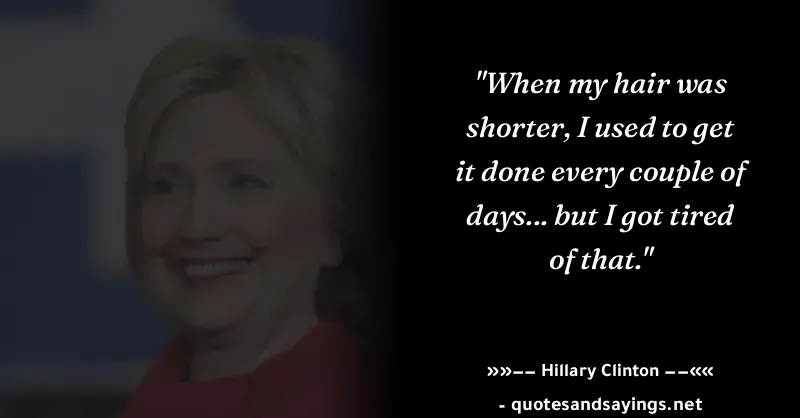 "When my hair was
shorter, I used to get
it done every couple of
days... but I got tired
of that."
»»−− Hillary Clinton −−««
- quotesandsayings.net